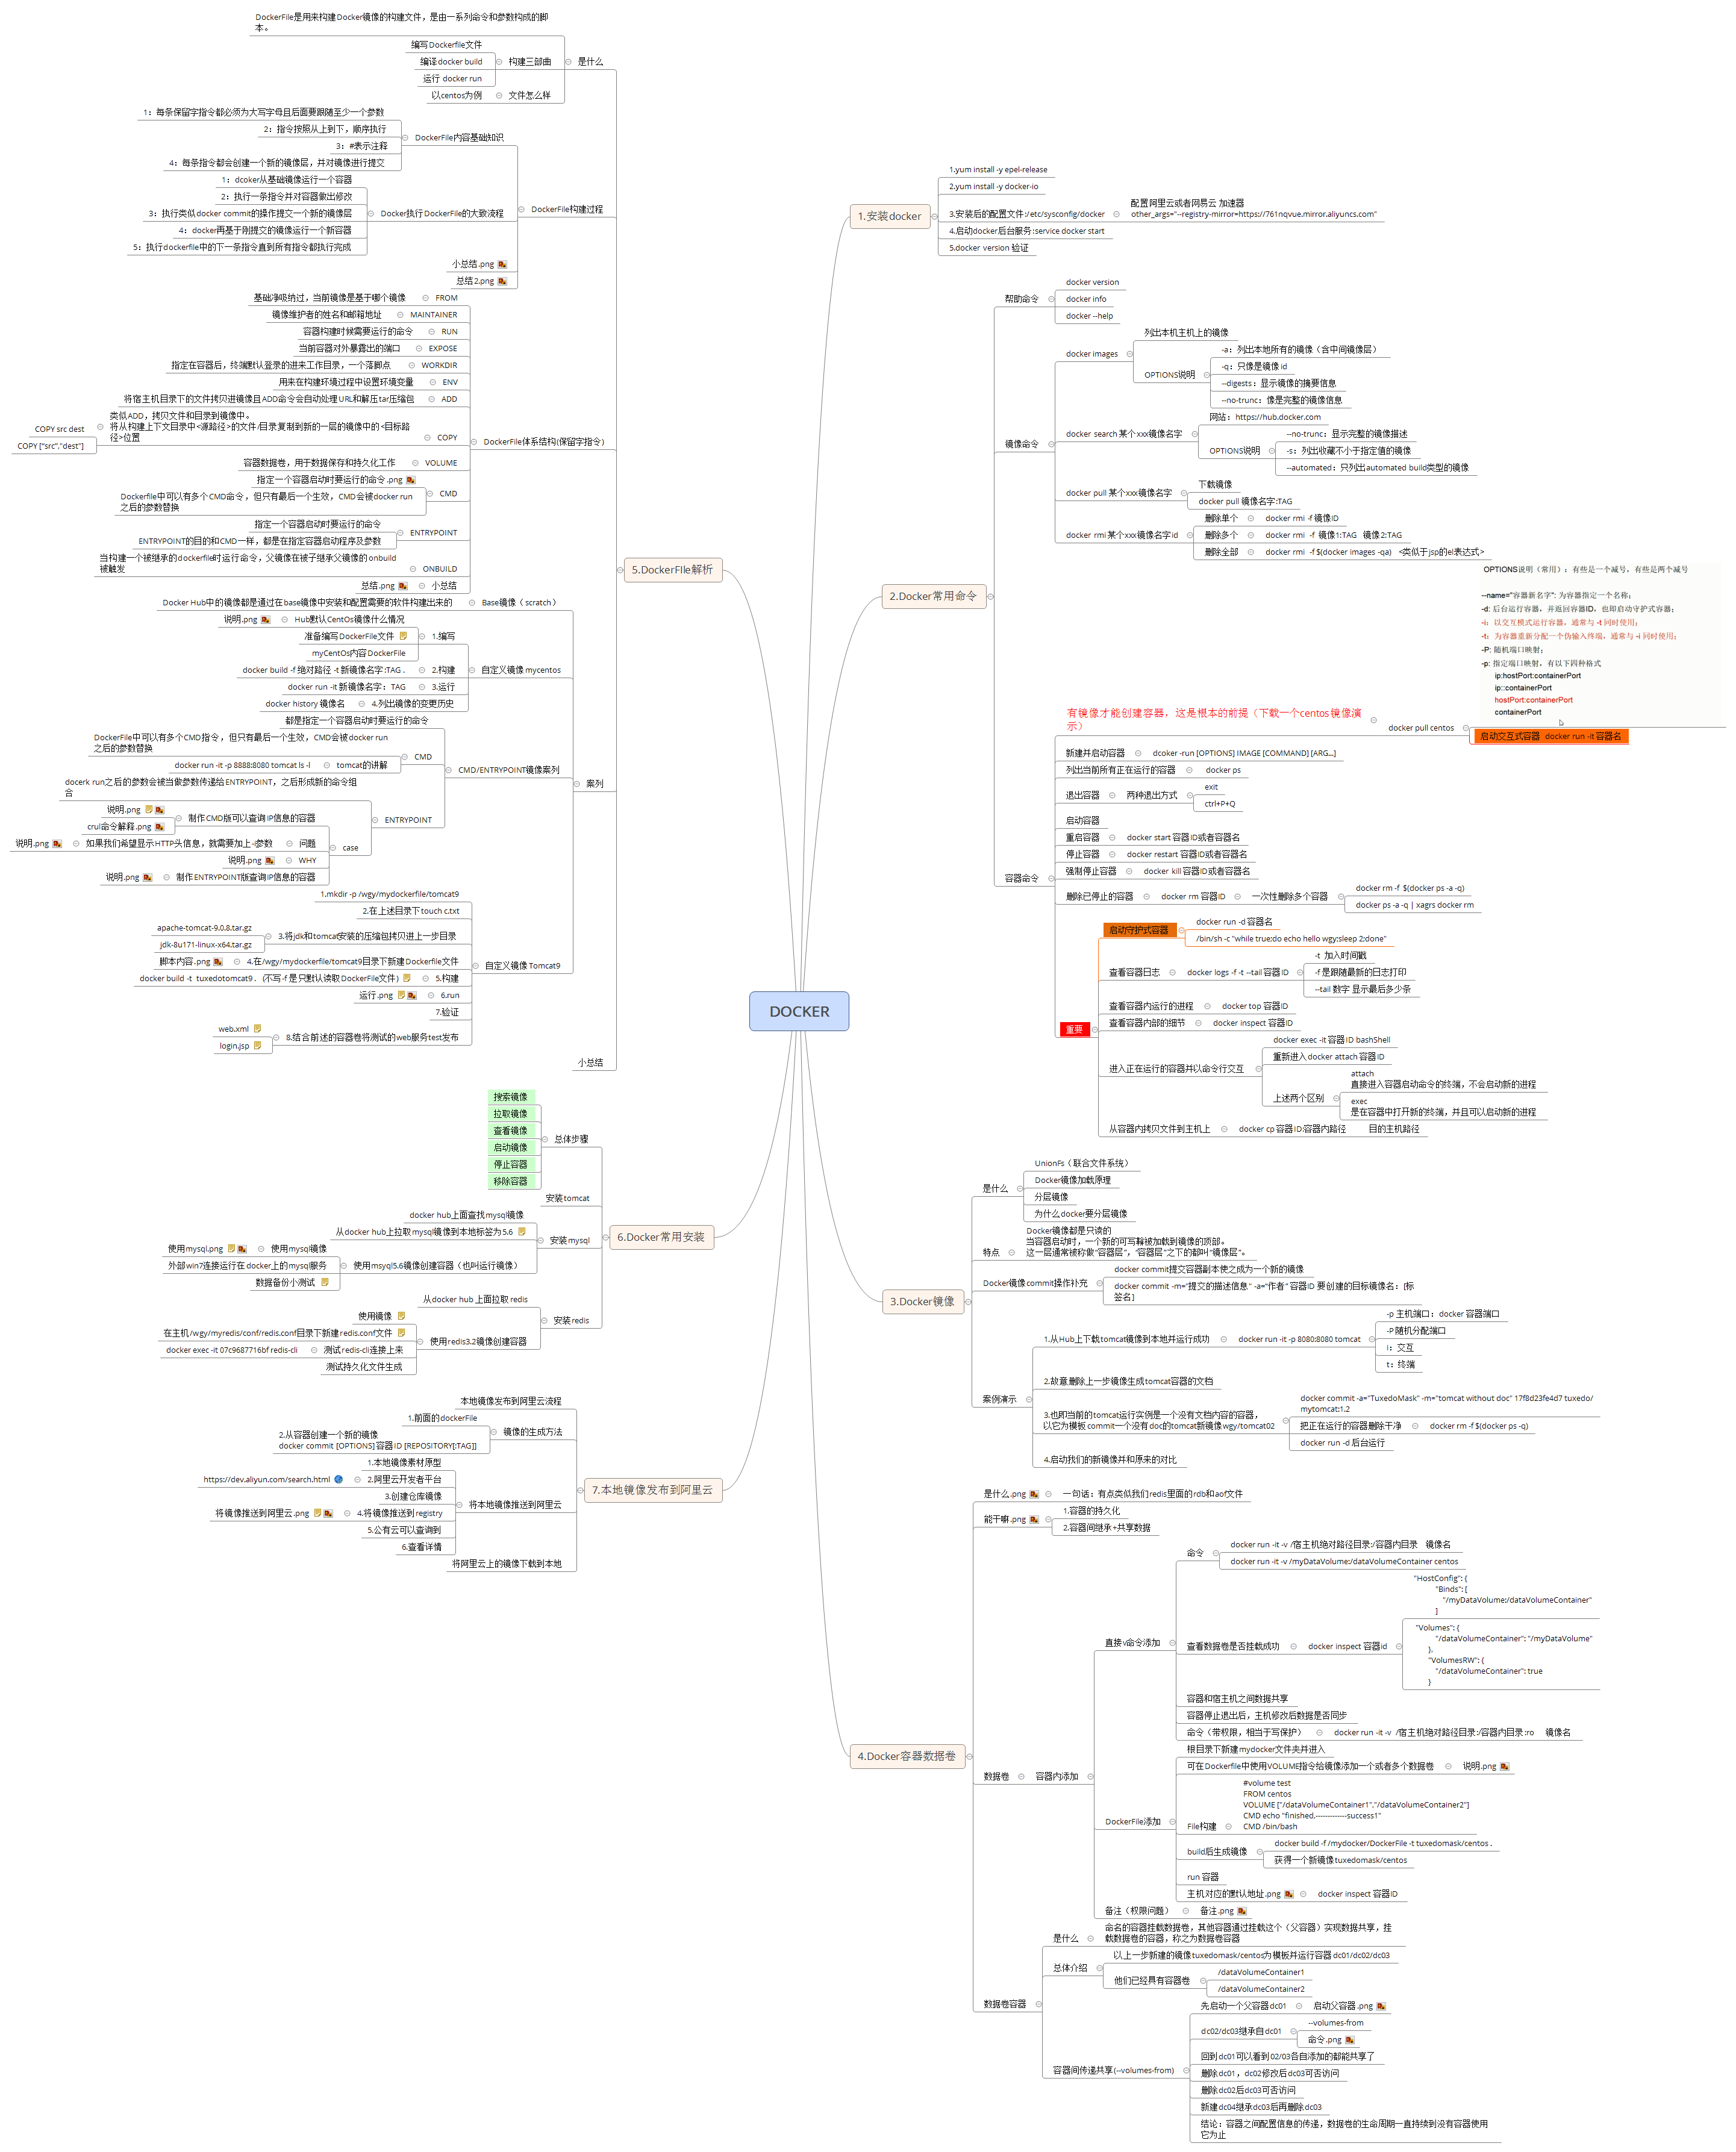 DOCKER
1.安装docker
1.yum install -y epel-release
2.yum install -y docker-io
3.安装后的配置文件:/etc/sysconfig/docker
配置阿里云或者网易云 加速器
other_args="--registry-mirror=https://761nqvue.mirror.aliyuncs.com"
4.启动docker后台服务:service docker start
5.docker version 验证
2.Docker常用命令
帮助命令
docker version
docker info
docker --help
镜像命令
docker images
列出本机主机上的镜像
OPTIONS说明
-a：列出本地所有的镜像（含中间镜像层）
-q：只像是镜像id
--digests：显示镜像的摘要信息
--no-trunc：像是完整的镜像信息
docker search 某个xxx镜像名字
网站：https://hub.docker.com
OPTIONS说明
--no-trunc：显示完整的镜像描述
-s：列出收藏不小于指定值的镜像
--automated：只列出automated build类型的镜像
docker pull 某个xxx镜像名字
下载镜像
docker pull 镜像名字:TAG
docker rmi 某个xxx镜像名字id
删除单个
docker rmi -f 镜像ID
删除多个
docker rmi -f 镜像1:TAG 镜像2:TAG
删除全部
docker rmi -f $(docker images -qa) <类似于jsp的el表达式>
容器命令
有镜像才能创建容器，这是根本的前提（下载一个centos镜像演
示）
docker pull centos
OPTIONS说明（常用）：有些是一个减号，有些是两个减号
--name="容器新名字": 为容器指定一个名称；
-d: 后台运行容器，并返回容器ID，也即启动守护式容器；
-i：以交互模式运行容器，通常与 -t 同时使用；
-t：为容器重新分配一个伪输入终端，通常与 -i 同时使用；
-P: 随机端口映射；
-p: 指定端口映射，有以下四种格式
ip:hostPort:containerPort
ip::containerPort
hostPort:containerPort
containerPort
启动交互式容器 docker run -it 容器名
新建并启动容器
dcoker -run [OPTIONS] IMAGE [COMMAND] [ARG...]
列出当前所有正在运行的容器
docker ps
退出容器
两种退出方式
exit
ctrl+P+Q
启动容器
重启容器
docker start 容器ID或者容器名
停止容器
docker restart 容器ID或者容器名
强制停止容器
docker kill 容器ID或者容器名
删除已停止的容器
docker rm 容器ID
一次性删除多个容器
docker rm -f $(docker ps -a -q)
docker ps -a -q | xagrs docker rm
重要
启动守护式容器
docker run -d 容器名
/bin/sh -c "while true;do echo hello wgy;sleep 2;done"
查看容器日志
docker logs -f -t --tail 容器ID
-t 加入时间戳
-f 是跟随最新的日志打印
--tail 数字 显示最后多少条
查看容器内运行的进程
docker top 容器ID
查看容器内部的细节
docker inspect 容器ID
进入正在运行的容器并以命令行交互
docker exec -it 容器ID bashShell
重新进入docker attach 容器ID
上述两个区别
attach
直接进入容器启动命令的终端，不会启动新的进程
exec
是在容器中打开新的终端，并且可以启动新的进程
从容器内拷贝文件到主机上
docker cp 容器ID:容器内路径 目的主机路径
3.Docker镜像
是什么
UnionFs（联合文件系统）
Docker镜像加载原理
分层镜像
为什么docker要分层镜像
特点
Docker镜像都是只读的
当容器启动时，一个新的可写鞥被加载到镜像的顶部。
这一层通常被称做"容器层"，"容器层"之下的都叫"镜像层"。
Docker镜像commit操作补充
docker commit提交容器副本使之成为一个新的镜像
docker commit -m="提交的描述信息" -a="作者" 容器ID 要创建的目标镜像名：[标
签名]
案例演示
1.从Hub上下载tomcat镜像到本地并运行成功
docker run -it -p 8080:8080 tomcat
-p 主机端口：docker 容器端口
-P 随机分配端口
i：交互
t：终端
2.故意删除上一步镜像生成tomcat容器的文档
3.也即当前的tomcat运行实例是一个没有文档内容的容器，
以它为模板commit一个没有doc的tomcat新镜像wgy/tomcat02
docker commit -a="TuxedoMask" -m="tomcat without doc" 17f8d23fe4d7 tuxedo/
mytomcat:1.2
把正在运行的容器删除干净
docker rm -f $(docker ps -q)
docker run -d 后台运行
4.启动我们的新镜像并和原来的对比
4.Docker容器数据卷
是什么.png
一句话：有点类似我们redis里面的rdb和aof文件
能干嘛.png
1.容器的持久化
2.容器间继承+共享数据
数据卷
容器内添加
直接v命令添加
命令
docker run -it -v /宿主机绝对路径目录:/容器内目录 镜像名
docker run -it -v /myDataVolume:/dataVolumeContainer centos
查看数据卷是否挂载成功
docker inspect 容器id
"HostConfig": {
"Binds": [
"/myDataVolume:/dataVolumeContainer"
]
"Volumes": {
"/dataVolumeContainer": "/myDataVolume"
},
"VolumesRW": {
"/dataVolumeContainer": true
}
容器和宿主机之间数据共享
容器停止退出后，主机修改后数据是否同步
命令（带权限，相当于写保护）
docker run -it -v /宿主机绝对路径目录:/容器内目录:ro 镜像名
DockerFile添加
根目录下新建mydocker文件夹并进入
可在Dockerfile中使用VOLUME指令给镜像添加一个或者多个数据卷
说明.png
File构建
#volume test
FROM centos
VOLUME ["/dataVolumeContainer1","/dataVolumeContainer2"]
CMD echo "finished,-------------success1"
CMD /bin/bash
build后生成镜像
docker build -f /mydocker/DockerFile -t tuxedomask/centos .
获得一个新镜像tuxedomask/centos
run 容器
主机对应的默认地址.png
docker inspect 容器ID
备注（权限问题）
备注.png
数据卷容器
是什么
命名的容器挂载数据卷，其他容器通过挂载这个（父容器）实现数据共享，挂
载数据卷的容器，称之为数据卷容器
总体介绍
以上一步新建的镜像tuxedomask/centos为模板并运行容器dc01/dc02/dc03
他们已经具有容器卷
/dataVolumeContainer1
/dataVolumeContainer2
容器间传递共享(--volumes-from)
先启动一个父容器dc01
启动父容器.png
dc02/dc03继承自dc01
--volumes-from
命令.png
回到dc01可以看到02/03各自添加的都能共享了
删除dc01，dc02修改后dc03可否访问
删除dc02后dc03可否访问
新建dc04继承dc03后再删除dc03
结论：容器之间配置信息的传递，数据卷的生命周期一直持续到没有容器使用
它为止
5.DockerFIle解析
是什么
DockerFile是用来构建Docker镜像的构建文件，是由一系列命令和参数构成的脚
本。
构建三部曲
编写Dockerfile文件
编译docker build
运行 docker run
文件怎么样
以centos为例
DockerFile构建过程
DockerFile内容基础知识
1：每条保留字指令都必须为大写字母且后面要跟随至少一个参数
2：指令按照从上到下，顺序执行
3：#表示注释
4：每条指令都会创建一个新的镜像层，并对镜像进行提交
Docker执行DockerFile的大致流程
1：dcoker从基础镜像运行一个容器
2：执行一条指令并对容器做出修改
3：执行类似docker commit的操作提交一个新的镜像层
4：docker再基于刚提交的镜像运行一个新容器
5：执行dockerfile中的下一条指令直到所有指令都执行完成
小总结.png
总结2.png
DockerFile体系结构(保留字指令)
FROM
基础净吸纳过，当前镜像是基于哪个镜像
MAINTAINER
镜像维护者的姓名和邮箱地址
RUN
容器构建时候需要运行的命令
EXPOSE
当前容器对外暴露出的端口
WORKDIR
指定在容器后，终端默认登录的进来工作目录，一个落脚点
ENV
用来在构建环境过程中设置环境变量
ADD
将宿主机目录下的文件拷贝进镜像且ADD命令会自动处理URL和解压tar压缩包
COPY
类似ADD，拷贝文件和目录到镜像中。
将从构建上下文目录中<源路径>的文件/目录复制到新的一层的镜像中的<目标路
径>位置
COPY src dest
COPY ["src","dest"]
VOLUME
容器数据卷，用于数据保存和持久化工作
CMD
指定一个容器启动时要运行的命令.png
Dockerfile中可以有多个CMD命令，但只有最后一个生效，CMD会被docker run
之后的参数替换
ENTRYPOINT
指定一个容器启动时要运行的命令
ENTRYPOINT的目的和CMD一样，都是在指定容器启动程序及参数
ONBUILD
当构建一个被继承的dockerfile时运行命令，父镜像在被子继承父镜像的onbuild
被触发
小总结
总结.png
案列
Base镜像（scratch）
Docker Hub中的镜像都是通过在base镜像中安装和配置需要的软件构建出来的
自定义镜像mycentos
Hub默认CentOs镜像什么情况
说明.png
1.编写
准备编写DockerFile文件
myCentOs内容DockerFile
2.构建
docker build -f 绝对路径 -t 新镜像名字:TAG .
3.运行
docker run -it 新镜像名字：TAG
4.列出镜像的变更历史
docker history 镜像名
CMD/ENTRYPOINT镜像案列
都是指定一个容器启动时要运行的命令
CMD
DockerFile中可以有多个CMD指令，但只有最后一个生效，CMD会被docker run
之后的参数替换
tomcat的讲解
docker run -it -p 8888:8080 tomcat ls -l
ENTRYPOINT
docerk run之后的参数会被当做参数传递给ENTRYPOINT，之后形成新的命令组
合
case
制作CMD版可以查询IP信息的容器
说明.png
crul命令解释.png
问题
如果我们希望显示HTTP头信息，就需要加上-i参数
说明.png
WHY
说明.png
制作ENTRYPOINT版查询IP信息的容器
说明.png
自定义镜像Tomcat9
1.mkdir -p /wgy/mydockerfile/tomcat9
2.在上述目录下touch c.txt
3.将jdk和tomcat安装的压缩包拷贝进上一步目录
apache-tomcat-9.0.8.tar.gz
jdk-8u171-linux-x64.tar.gz
4.在/wgy/mydockerfile/tomcat9目录下新建Dockerfile文件
脚本内容.png
5.构建
docker build -t tuxedotomcat9 . (不写-f 是只默认读取DockerFile文件)
6.run
运行.png
7.验证
8.结合前述的容器卷将测试的web服务test发布
web.xml
login.jsp
小总结
6.Docker常用安装
总体步骤
搜索镜像
拉取镜像
查看镜像
启动镜像
停止容器
移除容器
安装tomcat
安装mysql
docker hub上面查找mysql镜像
从docker hub上拉取mysql镜像到本地标签为5.6
使用msyql5.6镜像创建容器（也叫运行镜像）
使用mysql镜像
使用mysql.png
外部win7连接运行在docker上的mysql服务
数据备份小测试
安装redis
从docker hub 上面拉取 redis
使用redis3.2镜像创建容器
使用镜像
在主机/wgy/myredis/conf/redis.conf目录下新建redis.conf文件
测试redis-cli连接上来
docker exec -it 07c9687716bf redis-cli
测试持久化文件生成
7.本地镜像发布到阿里云
本地镜像发布到阿里云流程
镜像的生成方法
1.前面的dockerFile
2.从容器创建一个新的镜像
docker commit [OPTIONS] 容器ID [REPOSITORY[:TAG]]
将本地镜像推送到阿里云
1.本地镜像素材原型
2.阿里云开发者平台
https://dev.aliyun.com/search.html
3.创建仓库镜像
4.将镜像推送到registry
将镜像推送到阿里云.png
5.公有云可以查询到
6.查看详情
将阿里云上的镜像下载到本地